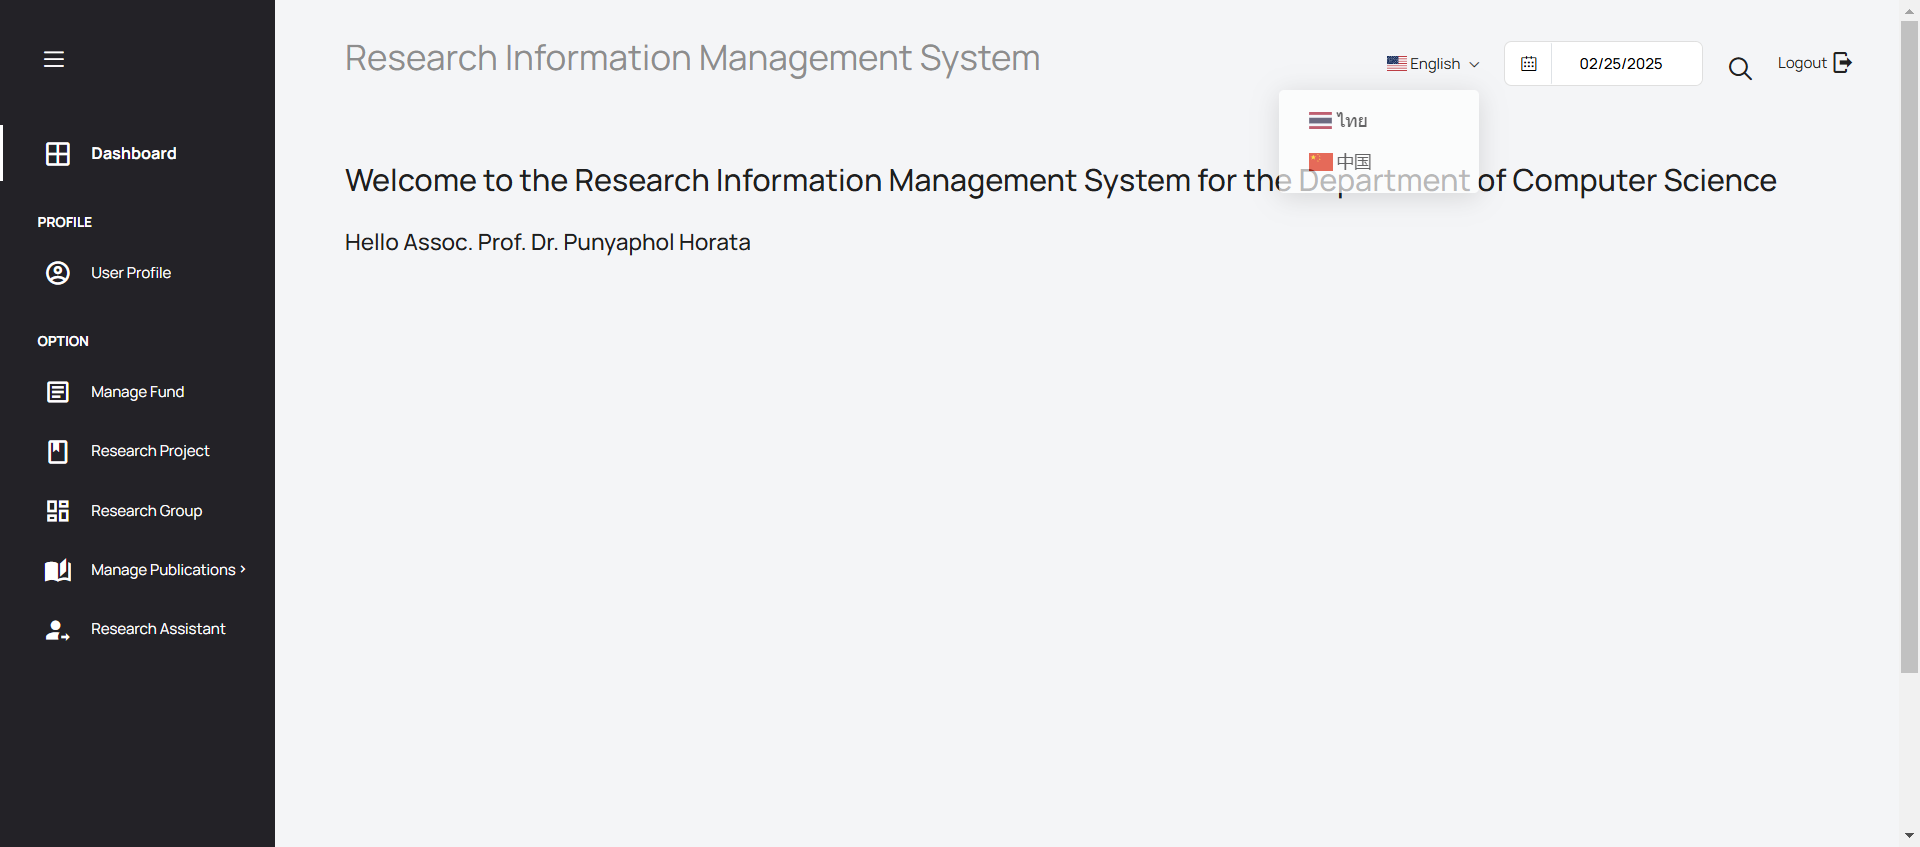 Research Information Management System
English
02/25/2025
Logout
ไทย
中国
Dashboard
Welcome to the Research Information Management System for the Department of Computer Science
PROFILE
Hello Assoc. Prof. Dr. Punyaphol Horata
User Profile
OPTION
Manage Fund
Research Project
Research Group
Manage Publications
Research Assistant